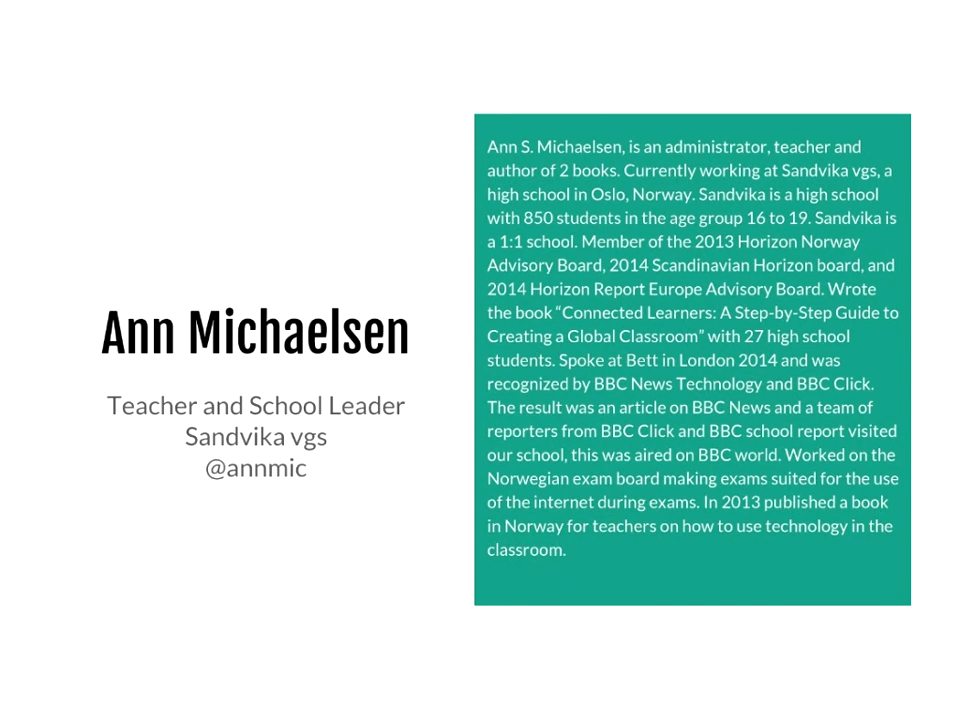 Ann Michaelsen
Teacher and School Leader
Sandvika vgs
@annmic
Ann S. Michaelsen, is an administrator, teacher and
author of 2 books. Currently working at Sandvika vgs, a
high school in Oslo, Norway. Sandvika is a high school
with 850 students in the age group 16 to 19. Sandvika is
a 1:1 school. Member of the 2013 Horizon Norway
Advisory Board, 2014 Scandinavian Horizon board, and
2014 Horizon Report Europe Advisory Board. Wrote
the book “Connected Learners: A Step-by-Step Guide to
Creating a Global Classroom” with 27 high school
students. Spoke at Bett in London 2014 and was
recognized by BBC News Technology and BBC Click.
The result was an article on BBC News and a team of
reporters from BBC Click and BBC school report visited
our school, this was aired on BBC world. Worked on the
Norwegian exam board making exams suited for the use
of the internet during exams. In 2013 published a book
in Norway for teachers on how to use technology in the
classroom.